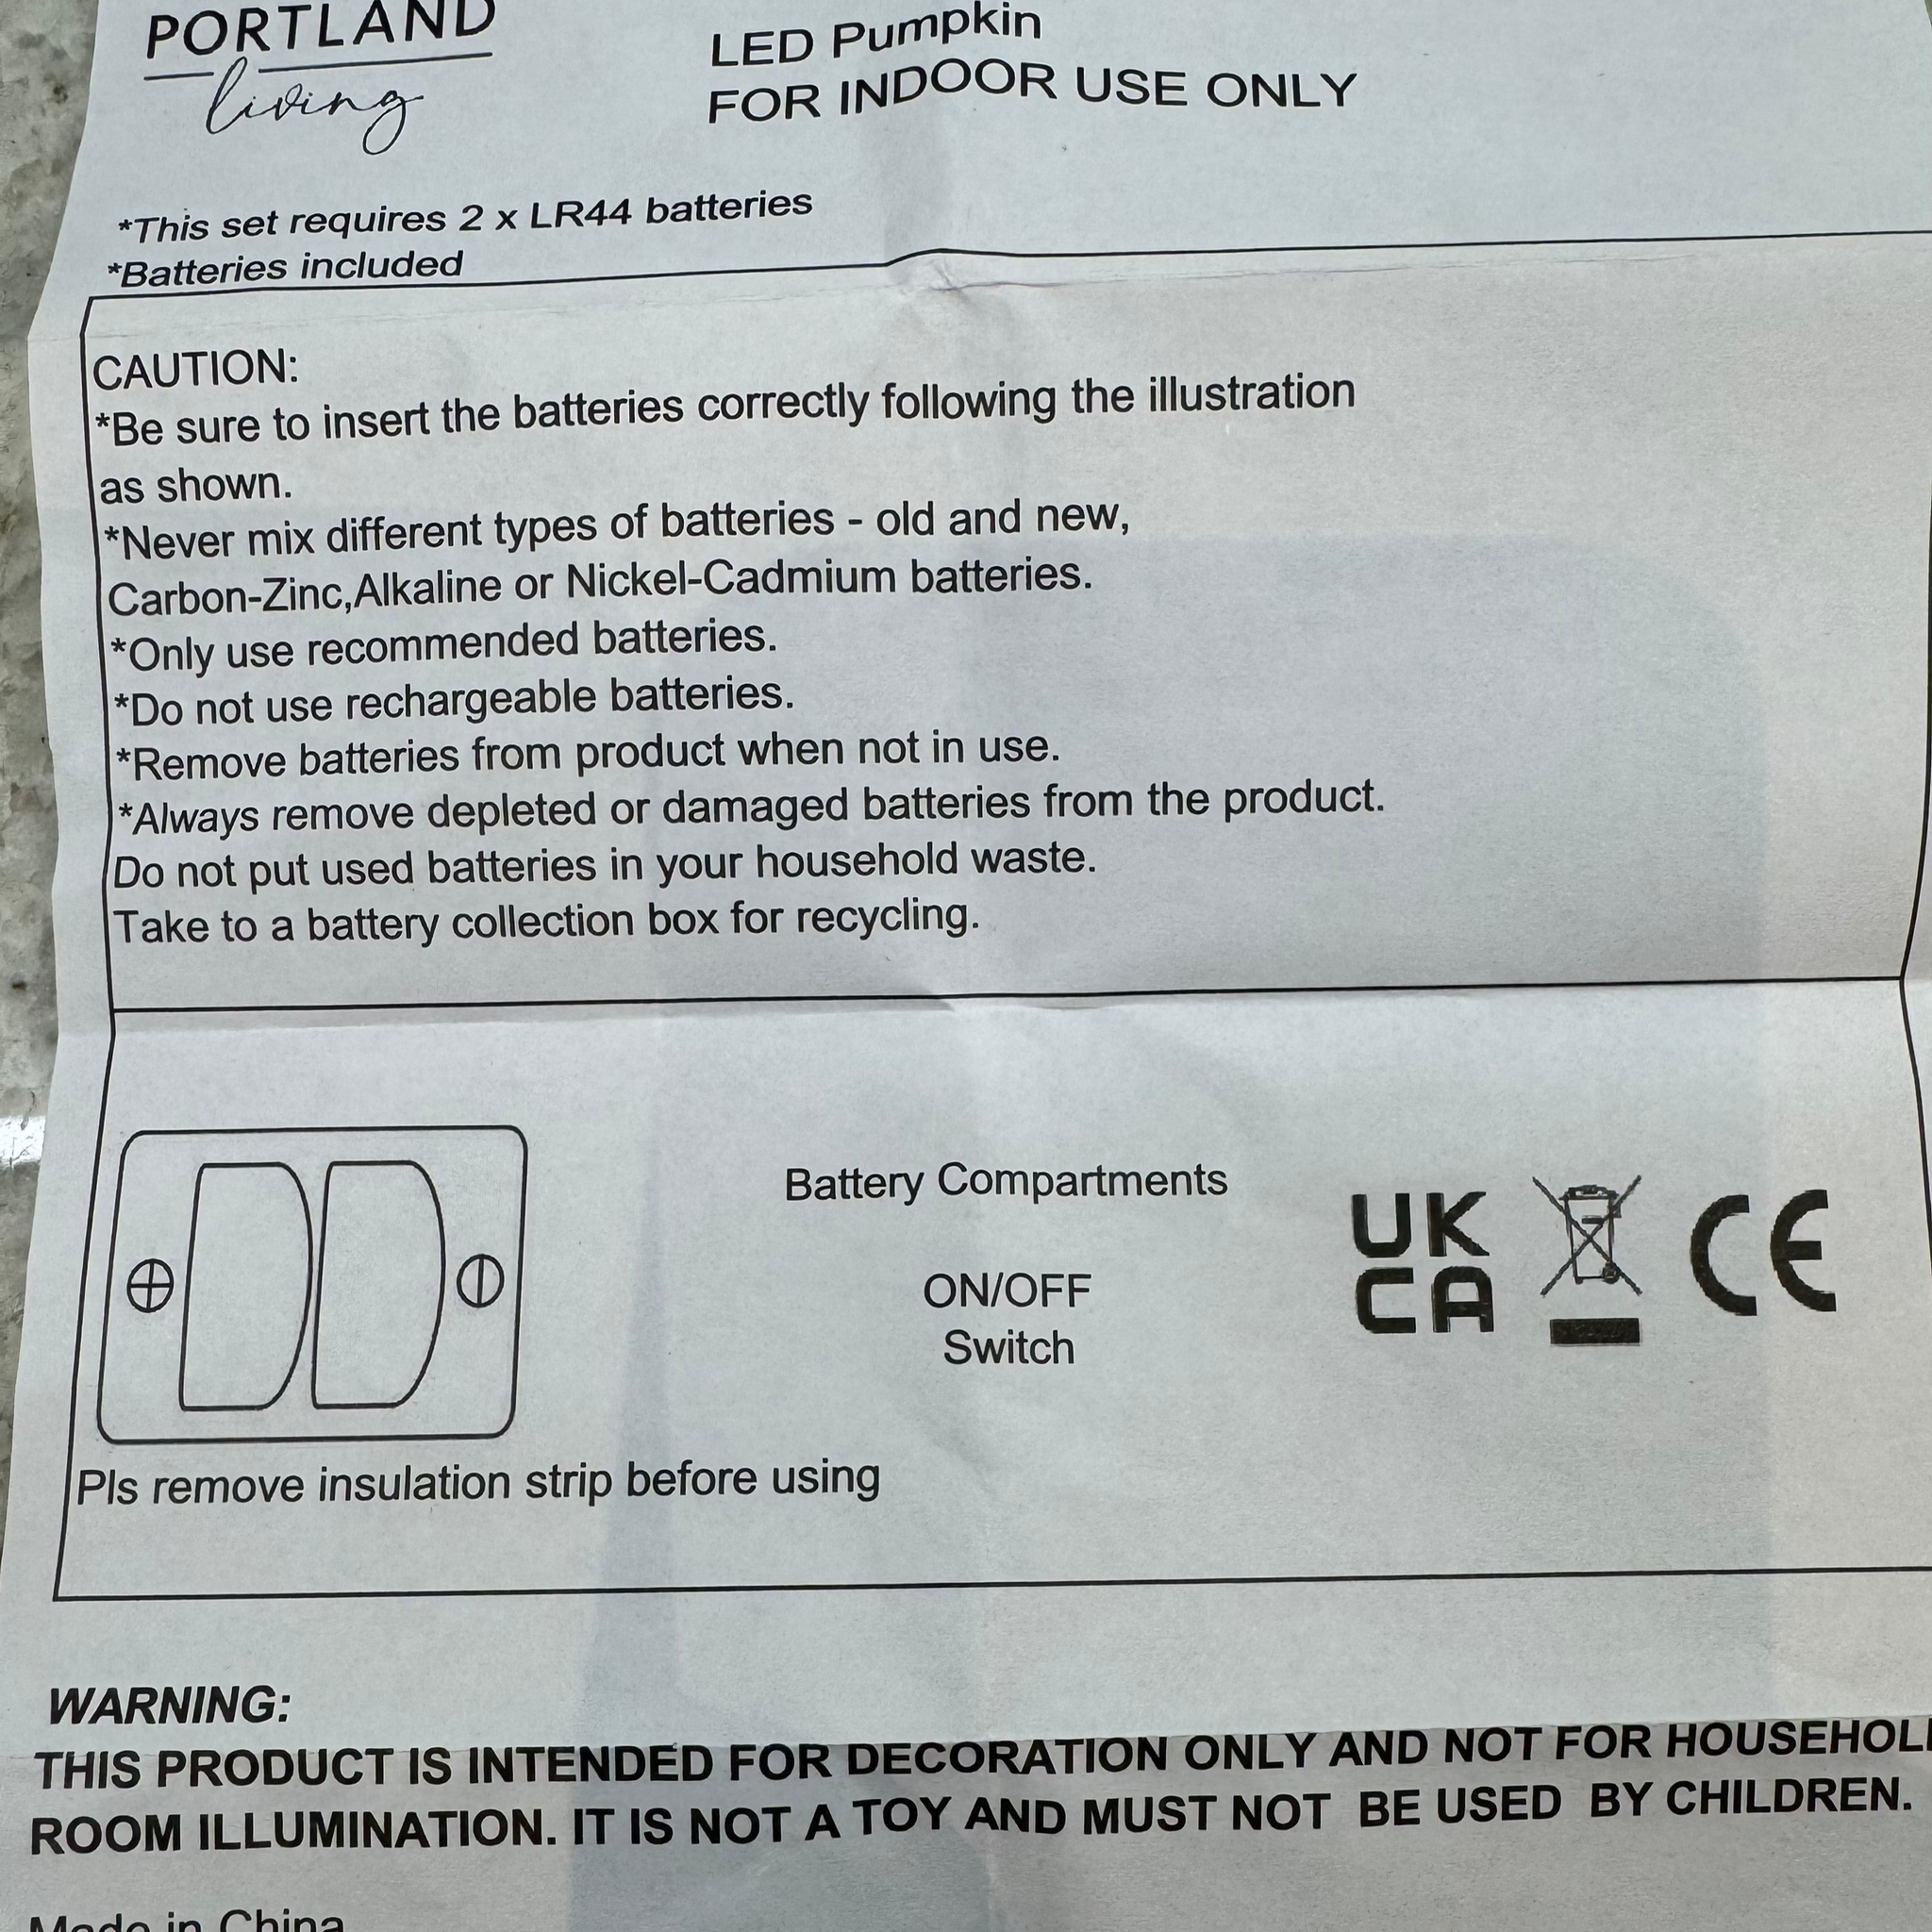 PORTLAND
living
LED Pumpkin
FOR INDOOR USE ONLY
*This set requires 2 x LR44 batteries
*Batteries included
CAUTION:
*Be sure to insert the batteries correctly following the illustration
as shown.
*Never mix different types of batteries - old and new,
Carbon-Zinc,Alkaline or Nickel-Cadmium batteries.
*Only use recommended batteries.
*Do not use rechargeable batteries.
*Remove batteries from product when not in use.
*Always remove depleted or damaged batteries from the product.
Do not put used batteries in your household waste.
Take to a battery collection box for recycling.
Battery Compartments
ON/OFF
Switch
UK
CA
CE
Pls remove insulation strip before using
WARNING:
THIS PRODUCT IS INTENDED FOR DECORATION ONLY AND NOT FOR HOUSEHOL
ROOM ILLUMINATION. IT IS NOT A TOY AND MUST NOT BE USED BY CHILDREN.
Made in China